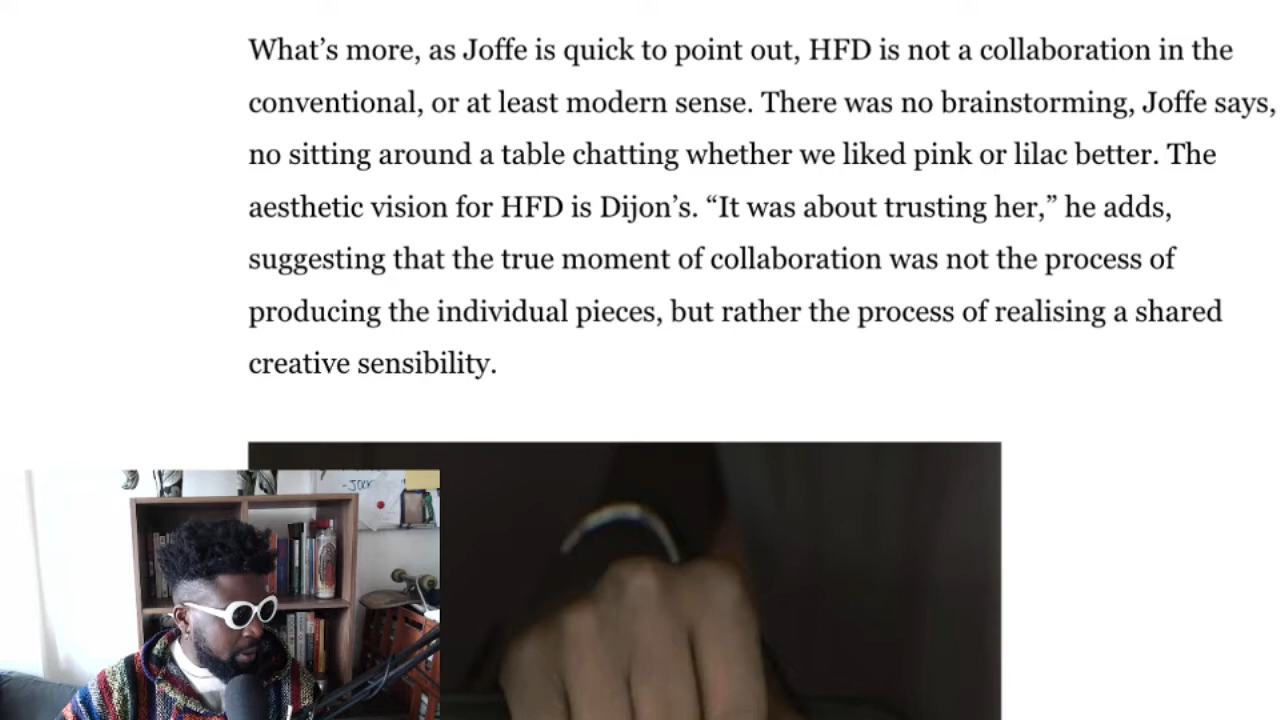 What’s more, as Joffe is quick to point out, HFD is not a collaboration in the
conventional, or at least modern sense. There was no brainstorming, Joffe says,
no sitting around a table chatting whether we liked pink or lilac better. The
aesthetic vision for HFD is Dijon’s. “It was about trusting her,” he adds,
suggesting that the true moment of collaboration was not the process of
producing the individual pieces, but rather the process of realising a shared
creative sensibility.